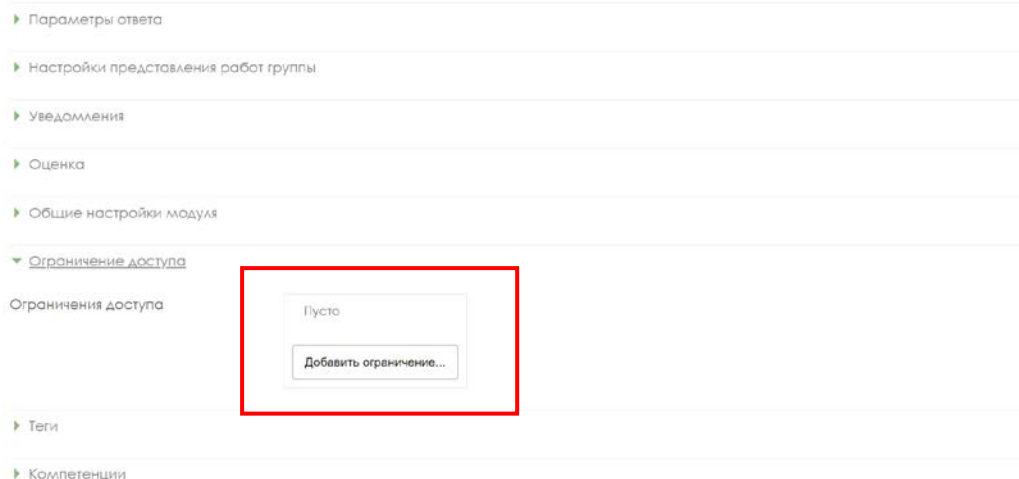 Параметры ответа
Настройки представления работ группы
Уведомления
Оценка
Общие настройки модуля
Ограничение доступа
Ограничения доступа
Пусто
Добавить ограничение...
Теги
Компетенции